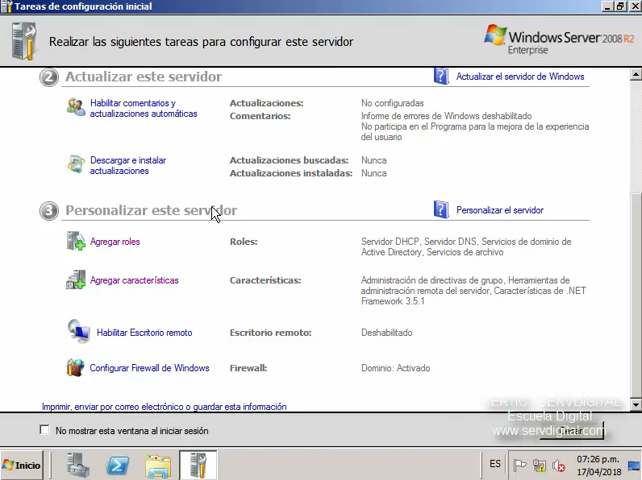 Tareas de configuración inicial
Realizar las siguientes tareas para configurar este servidor
Windows Server 2008 R2
Enterprise
2 Actualizar este servidor
Actualizar el servidor de Windows
Habilitar comentarios y
actualizaciones automáticas
Actualizaciones: No configuradas
Comentarios: Informe de errores de Windows deshabilitado
No participa en el Programa para la mejora de la experiencia
del usuario
Descargar e instalar
actualizaciones
Actualizaciones buscadas: Nunca
Actualizaciones instaladas: Nunca
3 Personalizar este servidor
Personalizar el servidor
Agregar roles
Roles: Servidor DHCP, Servidor DNS, Servicios de dominio de
Active Directory, Servicios de archivo
Agregar características
Características: Administración de directivas de grupo, Herramientas de
administración remota del servidor, Características de .NET
Framework 3.5.1
Habilitar Escritorio remoto
Escritorio remoto: Deshabilitado
Configurar Firewall de Windows
Firewall: Dominio: Activado
Imprimir, enviar por correo electrónico o guardar esta información
Escuela Digital
www.servdigital.com
No mostrar esta ventana al iniciar sesión
Inicio
ES
07:26 p.m.
17/04/2018